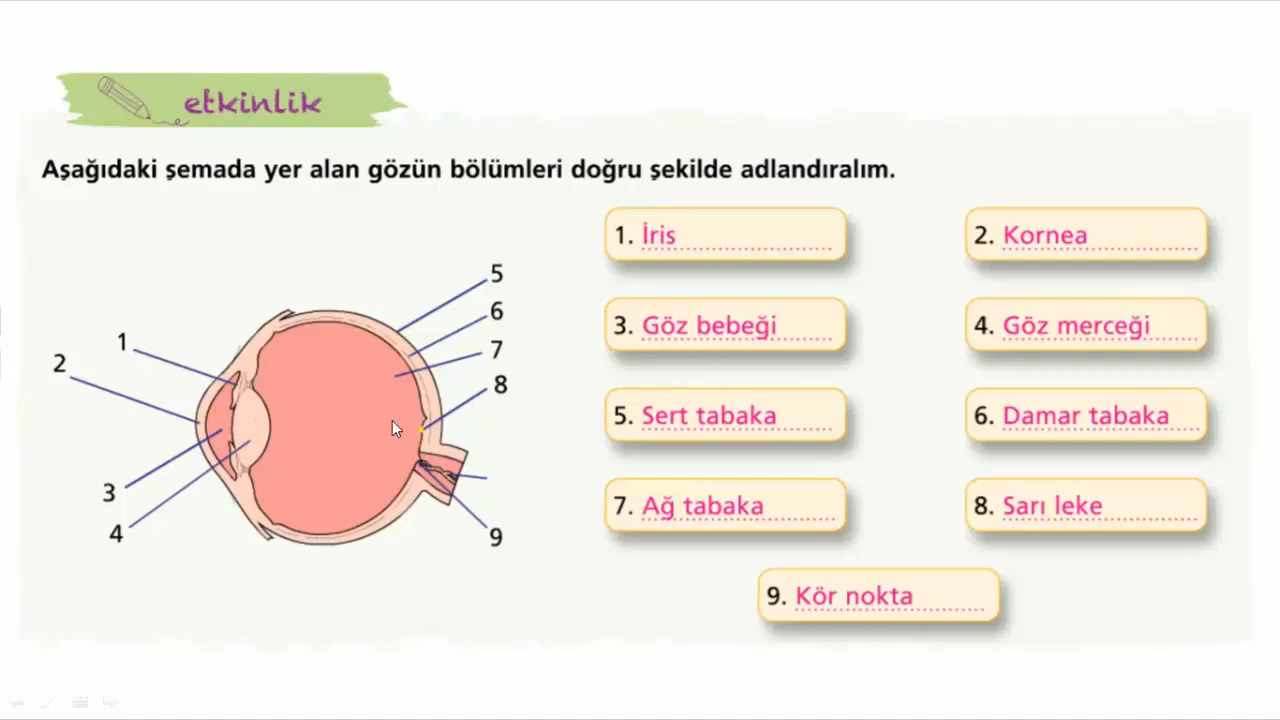 etkinlik
Aşağıdaki şemada yer alan gözün bölümleri doğru şekilde adlandıralım.
1. İris
2. Kornea
3. Göz bebeği
4. Göz merceği
5. Sert tabaka
6. Damar tabaka
7. Ağ tabaka
8. Sarı leke
9. Kör nokta
5
6
1
7
2
8
3
4
9